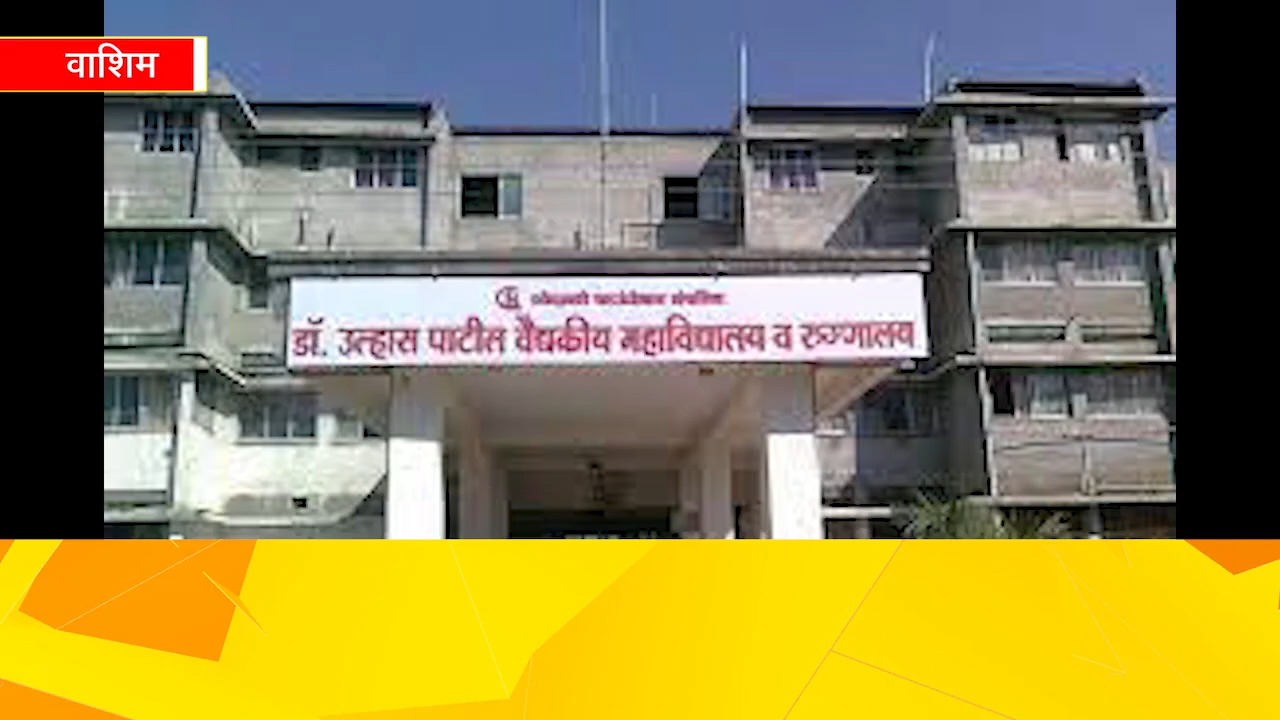 वाशिम
डॉ. उल्हास पाटील वैद्यकीय महाविद्यालय व रुग्णालय